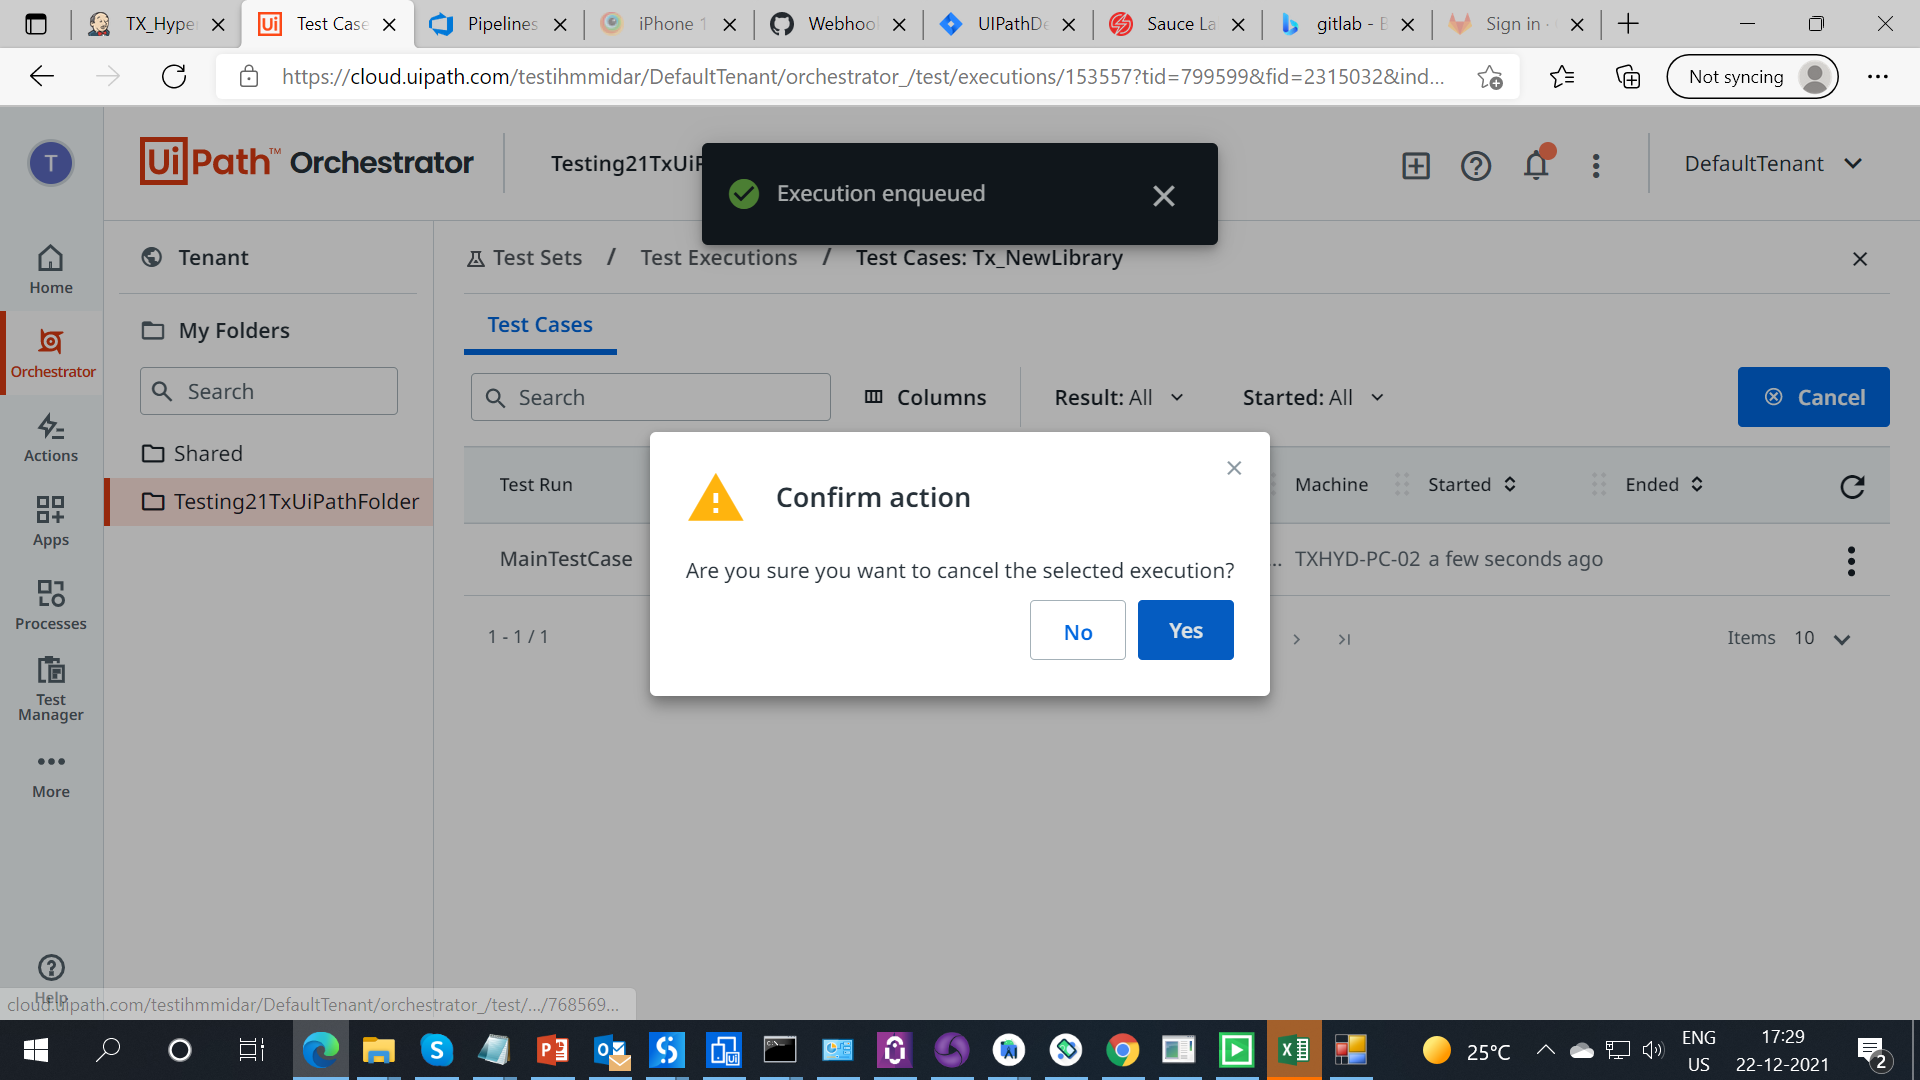 TX_Hyper
Test Case
Pipelines
iPhone 1
Webhook
UIPathDe
Sauce La
gitlab - B
Sign in ·
https://cloud.uipath.com/testihmmidar/DefaultTenant/orchestrator_/test/executions/153557?tid=799599&fid=2315032&ind...
Not syncing
T
UiPath™ Orchestrator
Testing21TxUiP
Execution enqueued
DefaultTenant
Home
Orchestrator
Actions
Apps
Processes
Test
Manager
More
Help
Tenant
My Folders
Search
Shared
Testing21TxUiPathFolder
Test Sets / Test Executions / Test Cases: Tx_NewLibrary
Test Cases
Search
Columns
Result: All
Started: All
Cancel
Test Run
Machine
Started
Ended
MainTestCase
...
TXHYD-PC-02
a few seconds ago
1 - 1 / 1
Items 10
Confirm action
Are you sure you want to cancel the selected execution?
No
Yes
cloud.uipath.com/testihmmidar/DefaultTenant/orchestrator_/test/.../768569...
25°C
ENG
US
17:29
22-12-2021
2